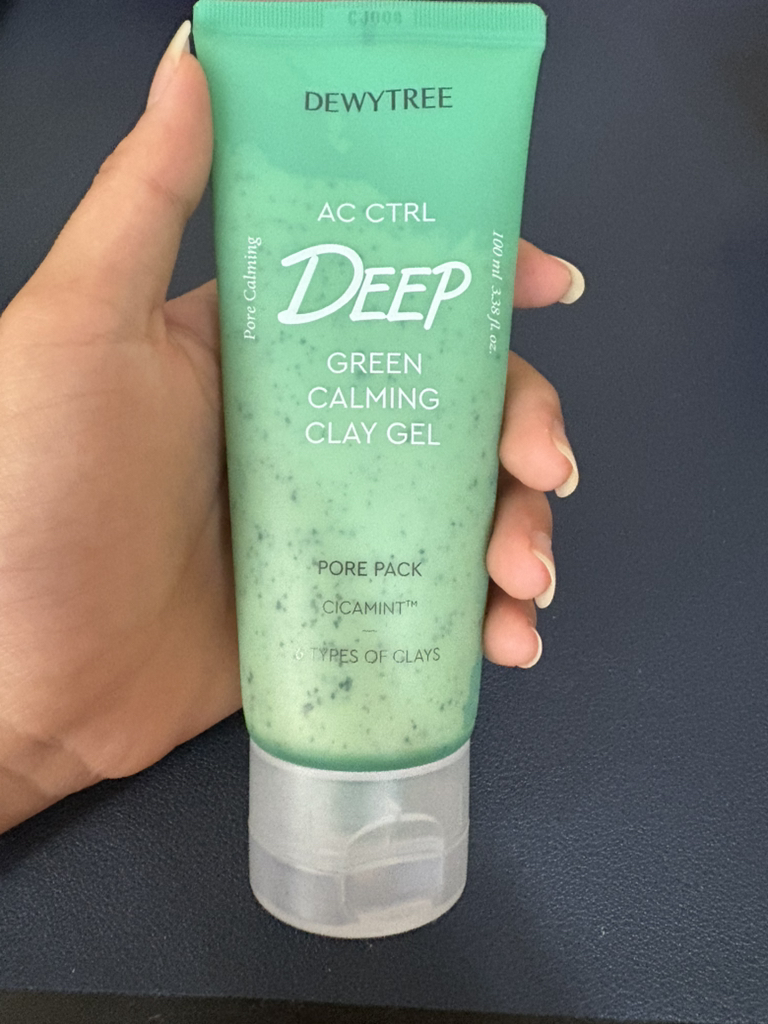 CJ008
DEWYTREE
AC CTRL
DEEP
Pore Calming
100 ml 3.38 fl. oz.
GREEN
CALMING
CLAY GEL
PORE PACK
CICAMINT™
6 TYPES OF CLAYS